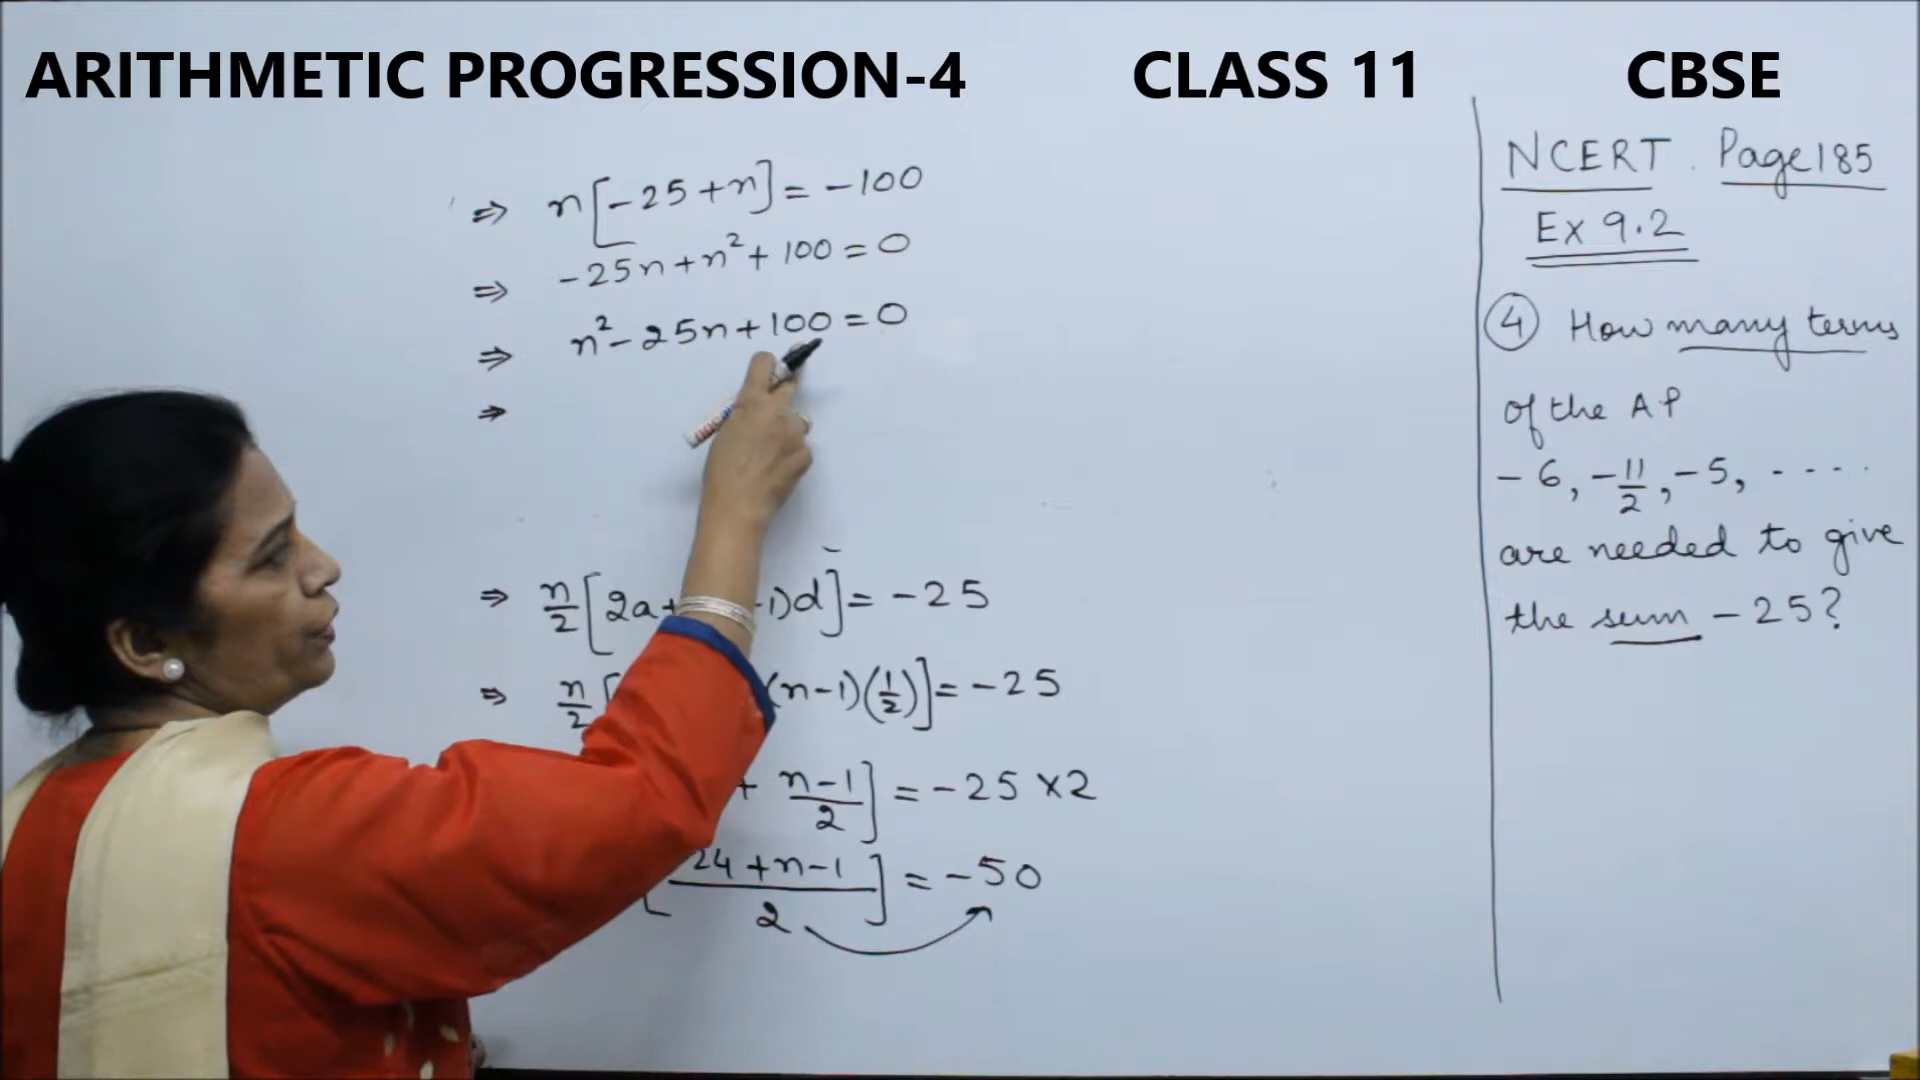 ARITHMETIC PROGRESSION-4 CLASS 11 CBSE
⇒ n[-25+n] = -100
⇒ -25n+n²+100=0
⇒ n²-25n+100=0
⇒
⇒ n/2[2a+ -1)d]=-25
⇒ n/2[ (n-1)(1/2)]=-25
+ n-1/2] = -25×2
[24+n-1/2] = -50
NCERT. Page 185
Ex 9.2
④ How many terms
of the AP
-6, -11/2, -5, ----.
are needed to give
the sum -25?